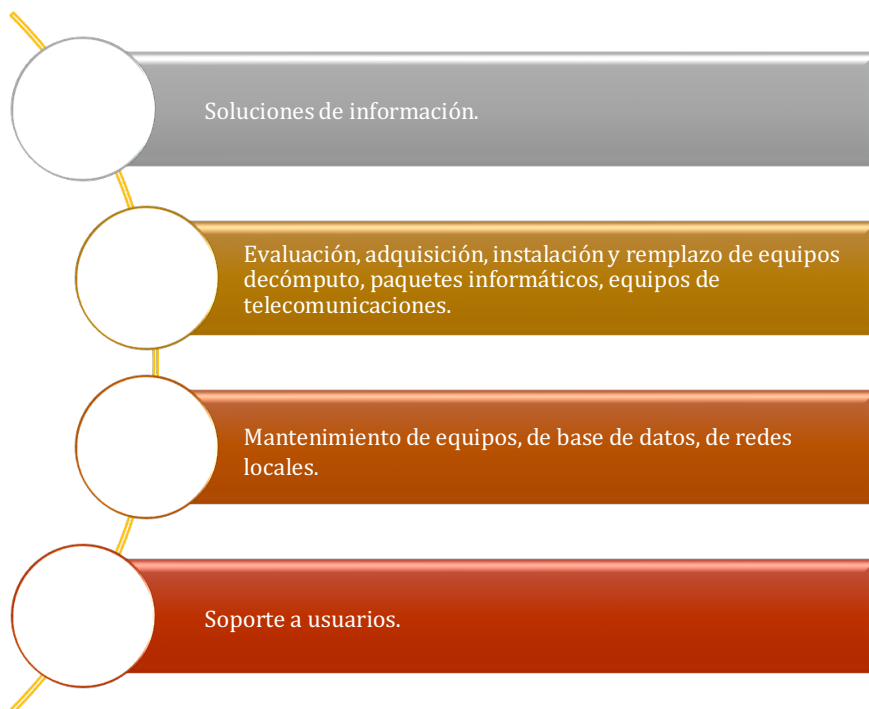 Soluciones de información.
Evaluación, adquisición, instalación y remplazo de equipos
decómputo, paquetes informáticos, equipos de
telecomunicaciones.
Mantenimiento de equipos, de base de datos, de redes
locales.
Soporte a usuarios.